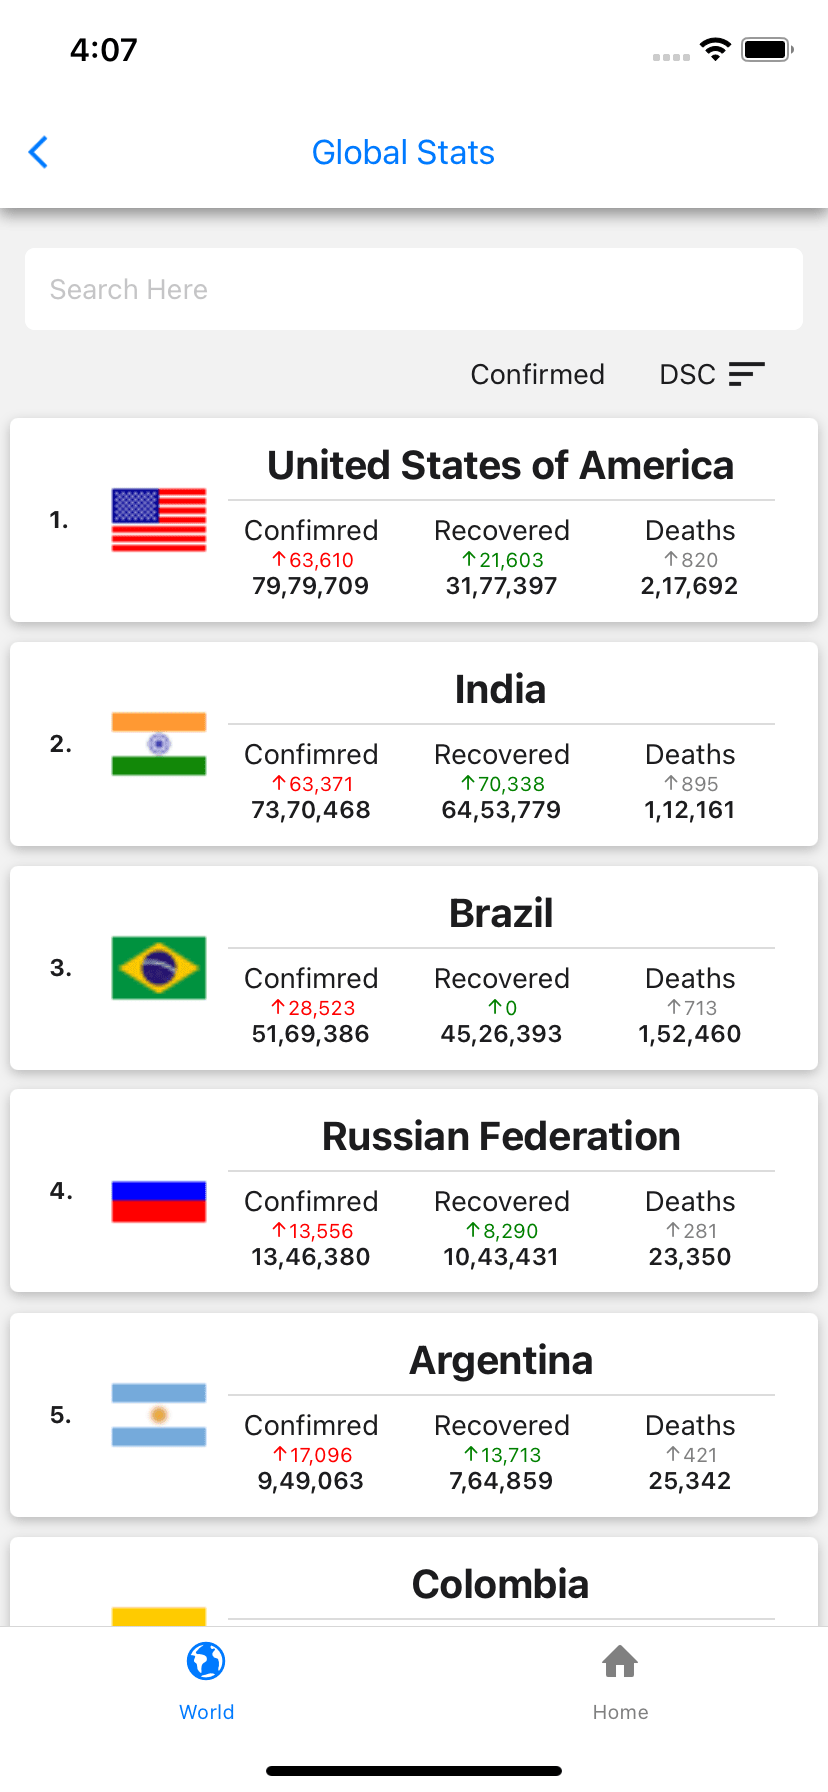 4:07
Global Stats
Search Here
Confirmed DSC
United States of America
1.
Confimred Recovered Deaths
↑63,610 ↑21,603 ↑820
79,79,709 31,77,397 2,17,692
India
2.
Confimred Recovered Deaths
↑63,371 ↑70,338 ↑895
73,70,468 64,53,779 1,12,161
Brazil
3.
Confimred Recovered Deaths
↑28,523 ↑0 ↑713
51,69,386 45,26,393 1,52,460
Russian Federation
4.
Confimred Recovered Deaths
↑13,556 ↑8,290 ↑281
13,46,380 10,43,431 23,350
Argentina
5.
Confimred Recovered Deaths
↑17,096 ↑13,713 ↑421
9,49,063 7,64,859 25,342
Colombia
World Home